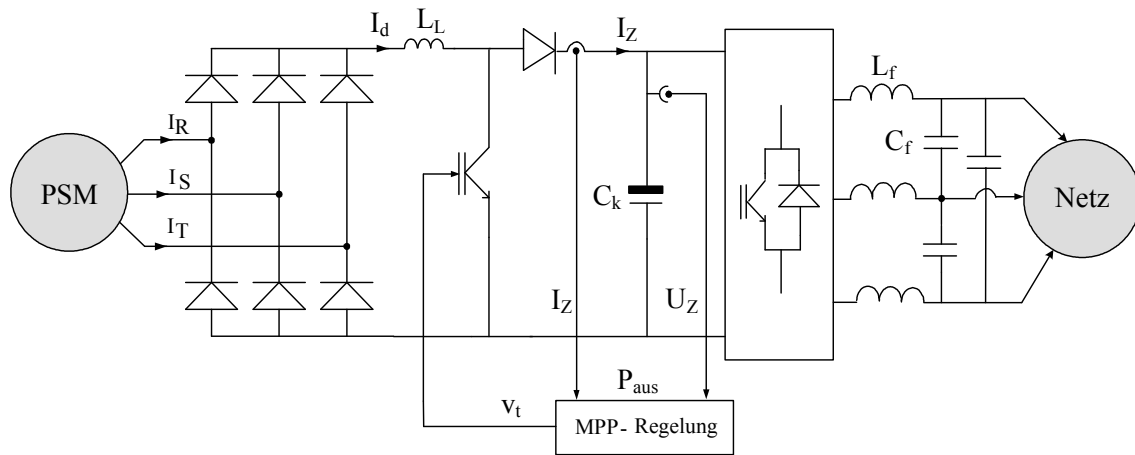 I_d
L_L
I_Z
L_f
I_R
PSM
I_S
I_T
C_k
C_f
Netz
I_Z
U_Z
P_aus
v_t
MPP- Regelung